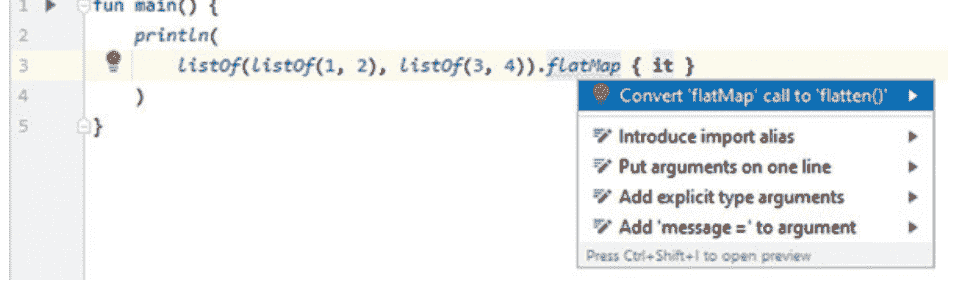 1 fun main() {
2 println(
3 listOf(listOf(1, 2), listOf(3, 4)).flatMap { it }
4 )
5 }
Convert 'flatMap' call to 'flatten()'
Introduce import alias
Put arguments on one line
Add explicit type arguments
Add 'message =' to argument
Press Ctrl+Shift+I to open preview